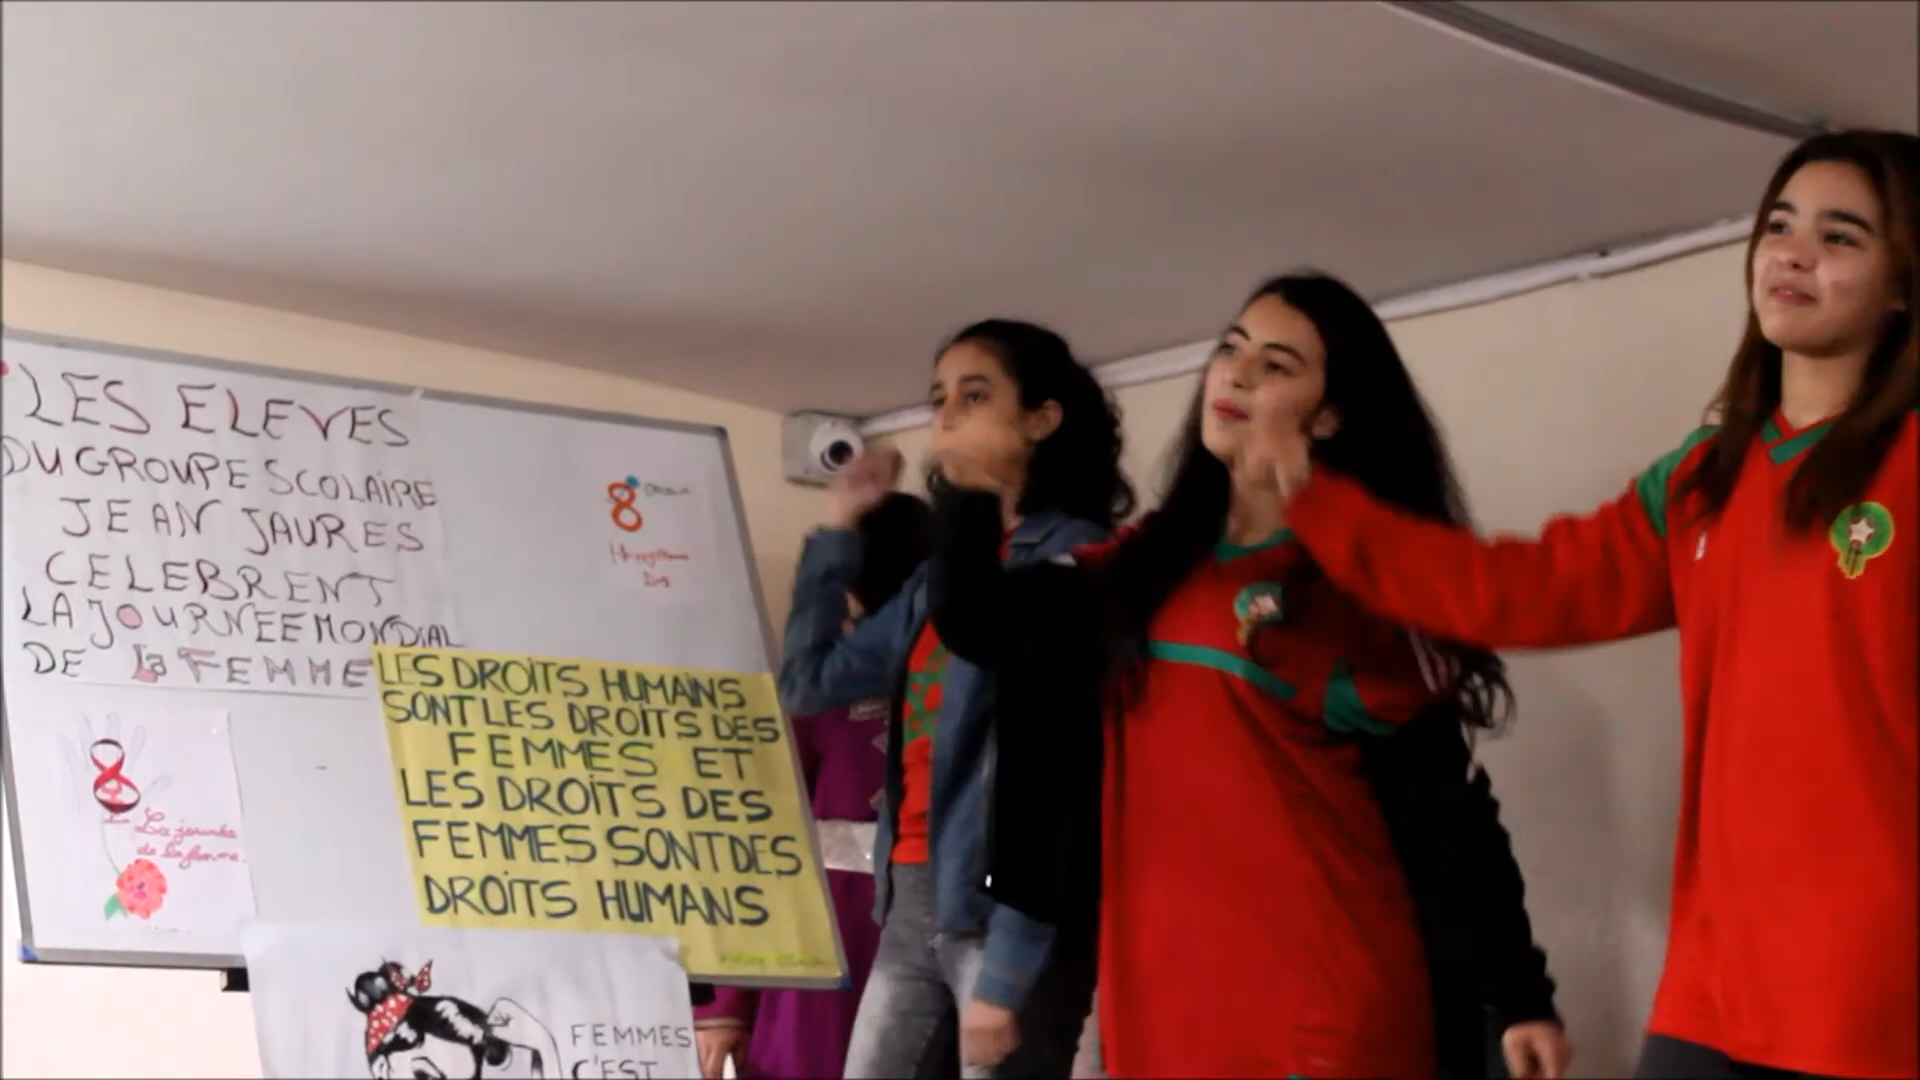 LES ELEVES
DU GROUPE SCOLAIRE
JEAN JAURES
CELEBRENT
LA JOURNEE MONDIAL
DE LA FEMME
8
LES DROITS HUMAINS
SONT LES DROITS DES
FEMMES ET
LES DROITS DES
FEMMES SONT DES
DROITS HUMANS
8
La journée
de la femme
FEMMES
C'EST